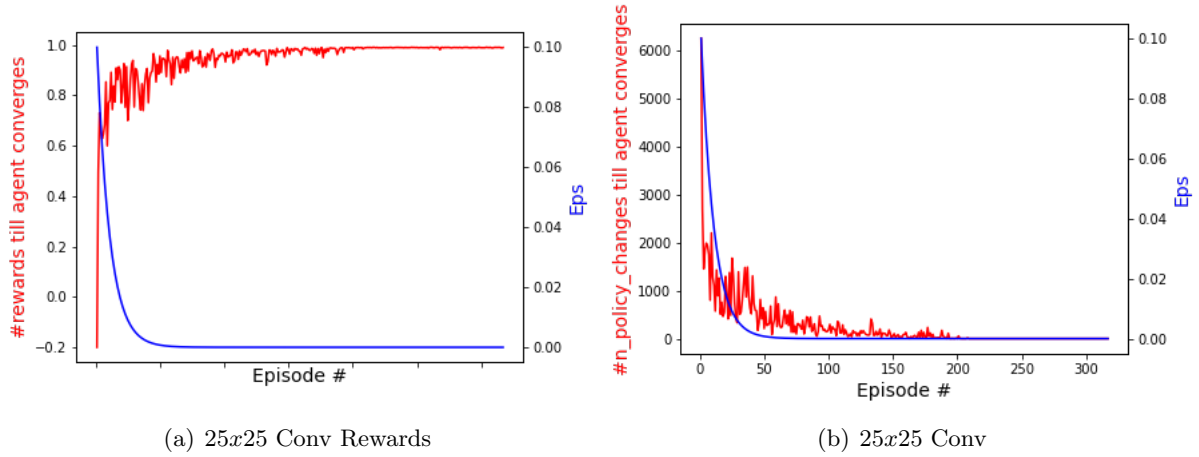 #rewards till agent converges
1.0
0.8
0.6
0.4
0.2
0.0
−0.2
0.10
0.08
0.06
0.04
0.02
0.00
Eps
Episode #
(a) 25x25 Conv Rewards
#n_policy_changes till agent converges
6000
5000
4000
3000
2000
1000
0
0.10
0.08
0.06
0.04
0.02
0.00
Eps
0 50 100 150 200 250 300
Episode #
(b) 25x25 Conv